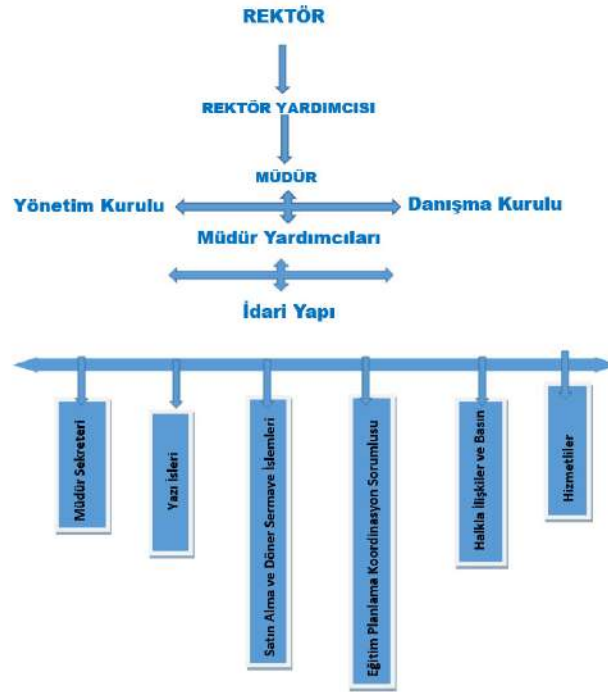 REKTÖR
REKTÖR YARDIMCISI
MÜDÜR
Yönetim Kurulu
Danışma Kurulu
Müdür Yardımcıları
İdari Yapı
Müdür Sekreteri
Yazı İsleri
Satın Alma ve Döner Sermaye İşlemleri
Eğitim Planlama Koordinasyon Sorumlusu
Halkla İlişkiler ve Basın
Hizmetliler